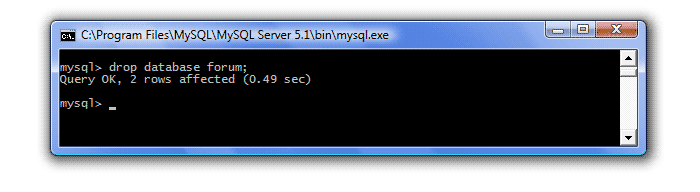 C:\Program Files\MySQL\MySQL Server 5.1\bin\mysql.exe
mysql> drop database forum;
Query OK, 2 rows affected (0.49 sec)
mysql> _